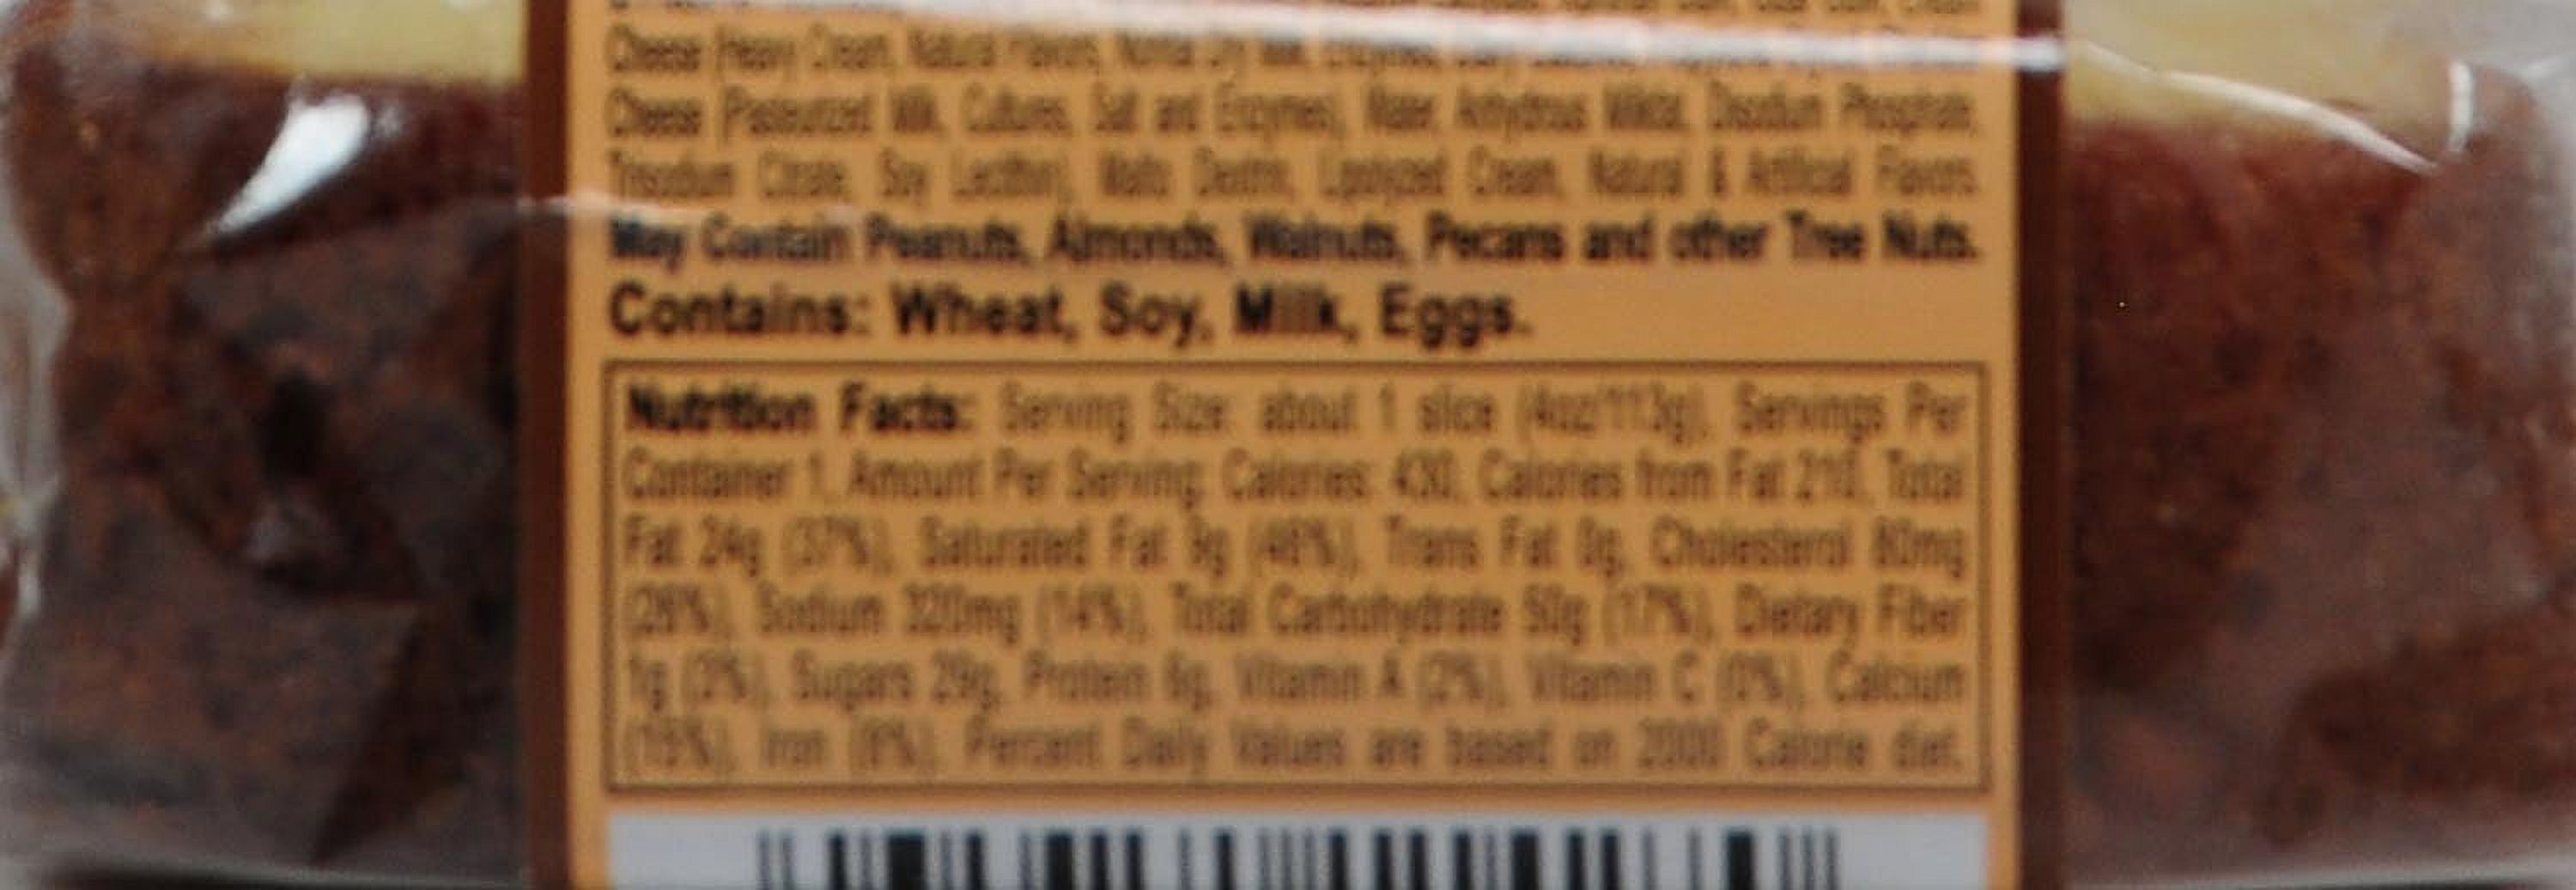 Cheese (Heavy Cream, Natural Flavors, Nonfat Dry Milk, Enzymes,
Cheese (Pasteurized Milk, Cultures, Salt and Enzymes), Water, Anhydrous Milkfat, Disodium Phosphate,
Trisodium Citrate, Soy Lecithin), Malto Dextrin, Lipolyzed Cream, Natural & Artificial Flavors.
May Contain Peanuts, Almonds, Walnuts, Pecans and other Tree Nuts.
Contains: Wheat, Soy, Milk, Eggs.
Nutrition Facts: Serving Size: about 1 slice (4oz/113g), Servings Per
Container 1, Amount Per Serving: Calories: 430, Calories from Fat 210, Total
Fat 24g (37%), Saturated Fat 9g (46%), Trans Fat 0g, Cholesterol 80mg
(26%), Sodium 320mg (14%), Total Carbohydrate 50g (17%), Dietary Fiber
1g (3%), Sugars 29g, Protein 6g, Vitamin A (2%), Vitamin C (0%), Calcium
(15%), Iron (8%), Percent Daily Values are based on 2000 Calorie diet.